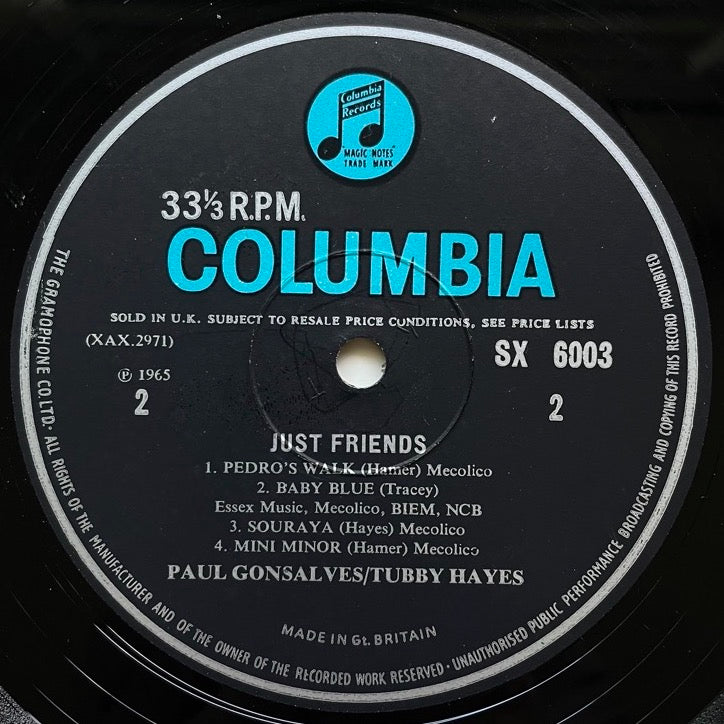 Columbia
Records
"MAGIC NOTES"
TRADE MARK
33⅓ R.P.M.
COLUMBIA
SOLD IN U.K. SUBJECT TO RESALE PRICE CONDITIONS, SEE PRICE LISTS
(XAX.2971)
SX 6003
℗ 1965
2
2
JUST FRIENDS
1. PEDRO'S WALK (Hamer) Mecolico
2. BABY BLUE (Tracey)
Essex Music, Mecolico, BIEM, NCB
3. SOURAYA (Hayes) Mecolico
4. MINI MINOR (Hamer) Mecolico
PAUL GONSALVES/TUBBY HAYES
MADE IN Gt. BRITAIN
THE GRAMOPHONE CO. LTD. · ALL RIGHTS OF THE MANUFACTURER AND OF THE OWNER OF THE RECORDED WORK RESERVED · UNAUTHORISED PUBLIC PERFORMANCE BROADCASTING AND COPYING OF THIS RECORD PROHIBITED